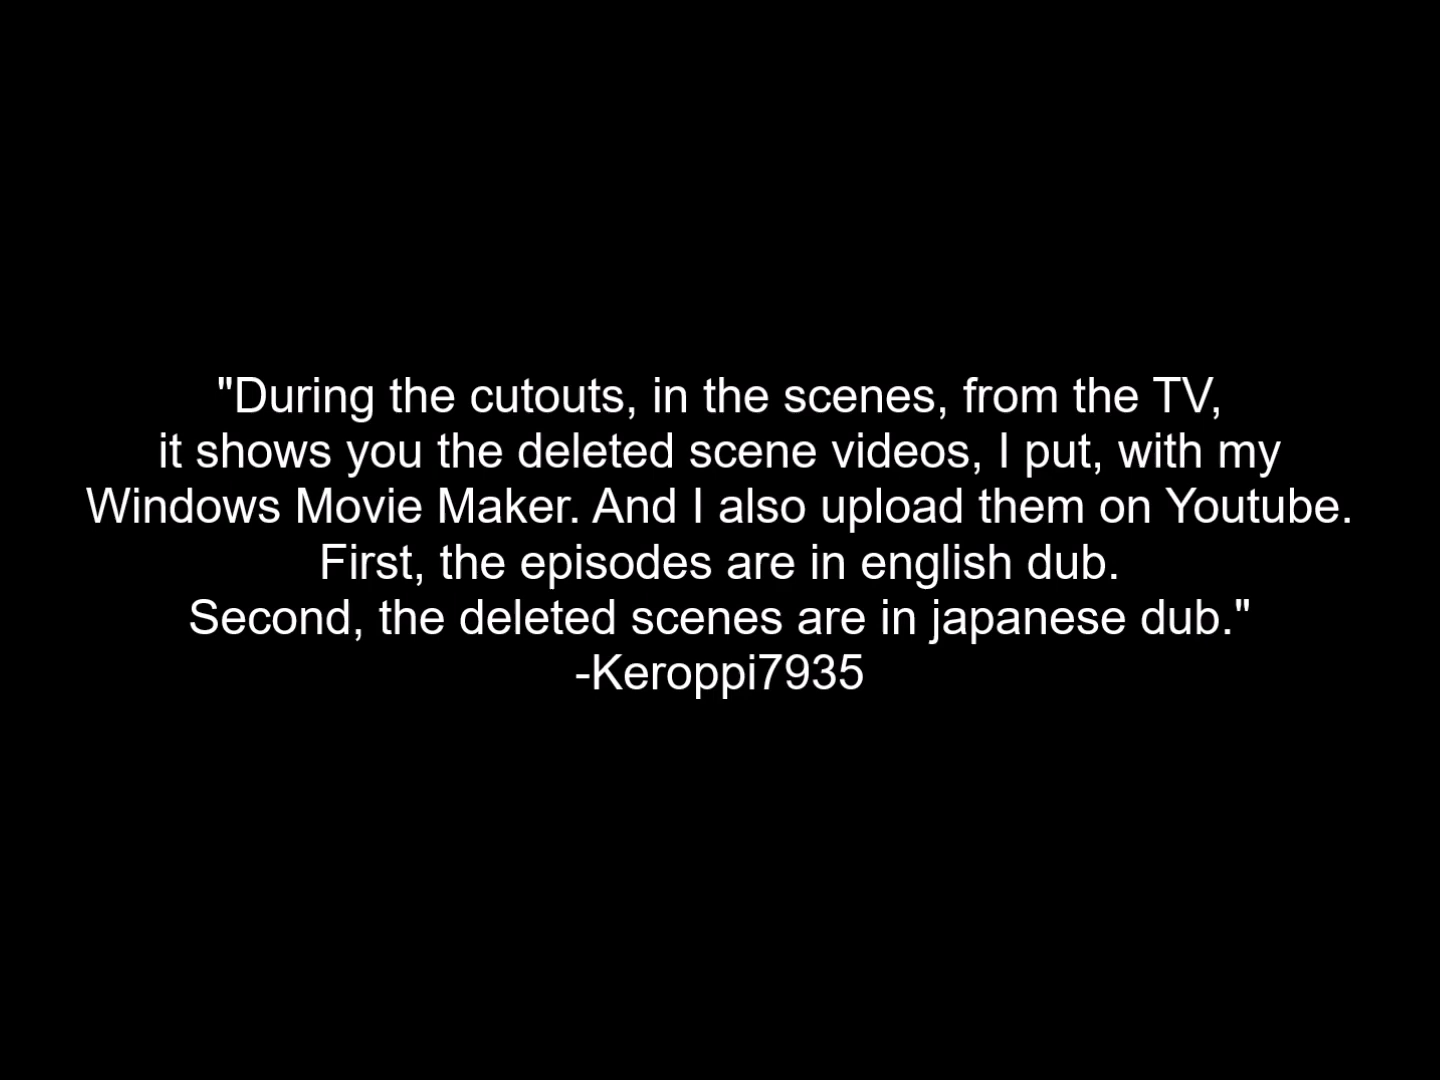 "During the cutouts, in the scenes, from the TV,
it shows you the deleted scene videos, I put, with my
Windows Movie Maker. And I also upload them on Youtube.
First, the episodes are in english dub.
Second, the deleted scenes are in japanese dub."
-Keroppi7935